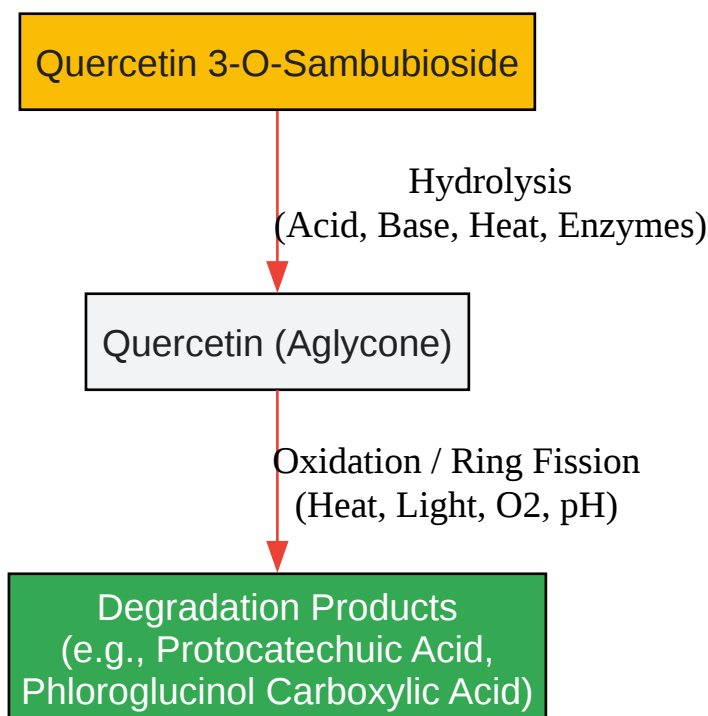 Quercetin 3-O-Sambubioside
Hydrolysis
(Acid, Base, Heat, Enzymes)
Quercetin (Aglycone)
Oxidation / Ring Fission
(Heat, Light, O2, pH)
Degradation Products
(e.g., Protocatechuic Acid,
Phloroglucinol Carboxylic Acid)